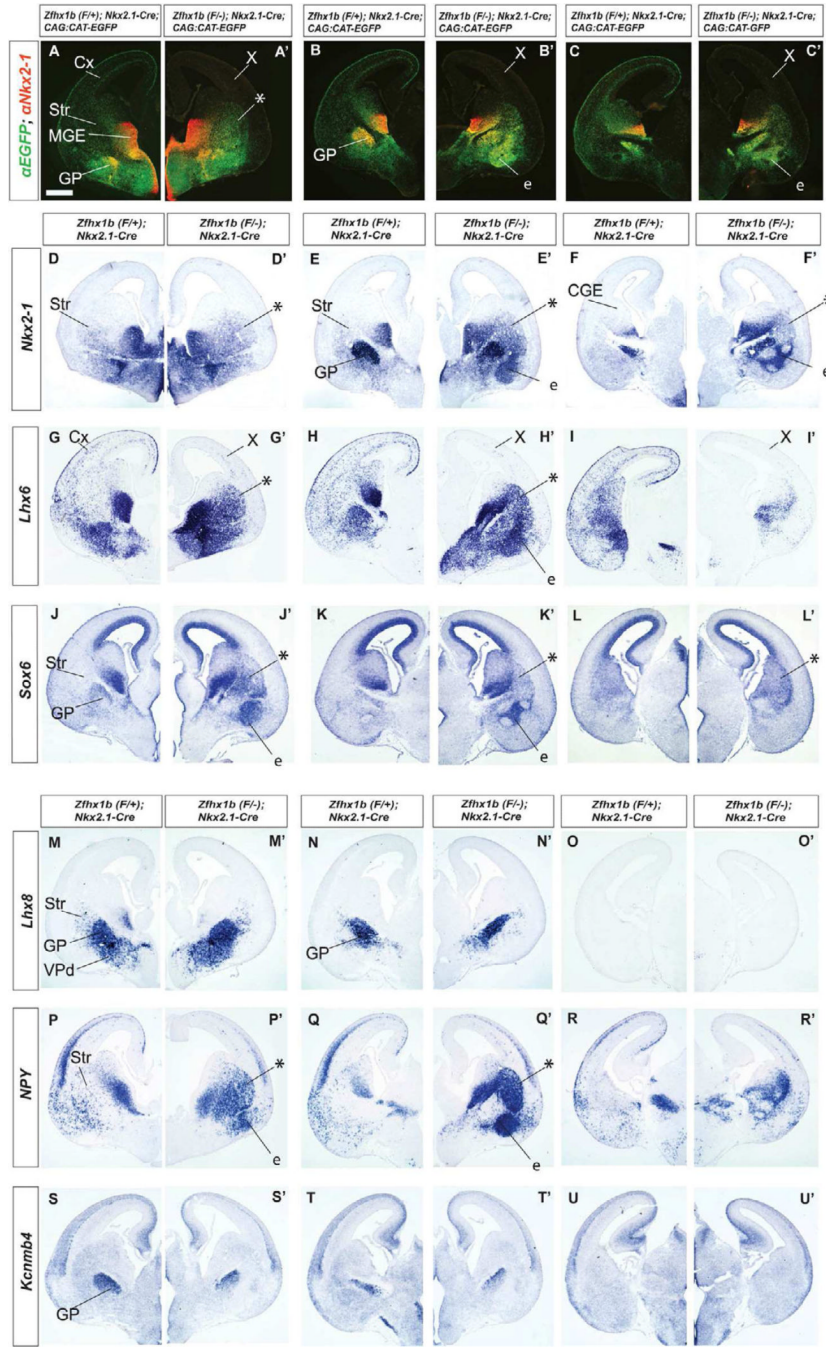 Zfhx1b (F/+); Nkx2.1-Cre; CAG:CAT-EGFP
Zfhx1b (F/-); Nkx2.1-Cre; CAG:CAT-EGFP
Zfhx1b (F/+); Nkx2.1-Cre; CAG:CAT-EGFP
Zfhx1b (F/-); Nkx2.1-Cre; CAG:CAT-EGFP
Zfhx1b (F/+); Nkx2.1-Cre; CAG:CAT-EGFP
Zfhx1b (F/-); Nkx2.1-Cre; CAG:CAT-GFP
αEGFP; αNkx2-1
A Cx X A'
Str *
MGE
GP
B X B'
GP e
C X C'
e
Zfhx1b (F/+); Nkx2.1-Cre
Zfhx1b (F/-); Nkx2.1-Cre
Zfhx1b (F/+); Nkx2.1-Cre
Zfhx1b (F/-); Nkx2.1-Cre
Zfhx1b (F/+); Nkx2.1-Cre
Zfhx1b (F/-); Nkx2.1-Cre
Nkx2-1
D D'
Str *
E E'
Str *
GP e
F F'
CGE *
e
Lhx6
G Cx G'
X
*
H X H'
*
e
I X I'
Sox6
J J'
Str *
GP
e
K K'
*
e
L L'
*
Zfhx1b (F/+); Nkx2.1-Cre
Zfhx1b (F/-); Nkx2.1-Cre
Zfhx1b (F/+); Nkx2.1-Cre
Zfhx1b (F/-); Nkx2.1-Cre
Zfhx1b (F/+); Nkx2.1-Cre
Zfhx1b (F/-); Nkx2.1-Cre
Lhx8
M M'
Str
GP
VPd
N N'
GP
O O'
NPY
P P'
Str *
e
Q Q'
*
e
R R'
Kcnmb4
S S'
GP
T T'
U U'